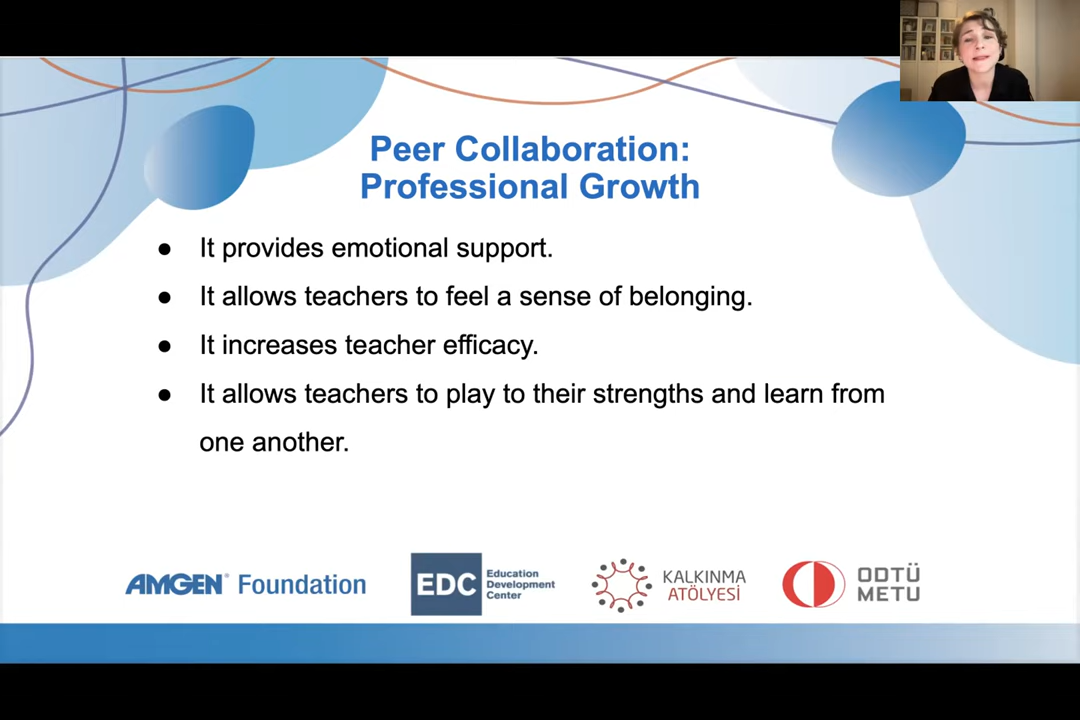 Peer Collaboration:
Professional Growth
● It provides emotional support.
● It allows teachers to feel a sense of belonging.
● It increases teacher efficacy.
● It allows teachers to play to their strengths and learn from
one another.
AMGEN® Foundation
EDC
Education
Development
Center
KALKINMA
ATÖLYESİ
ODTÜ
METU